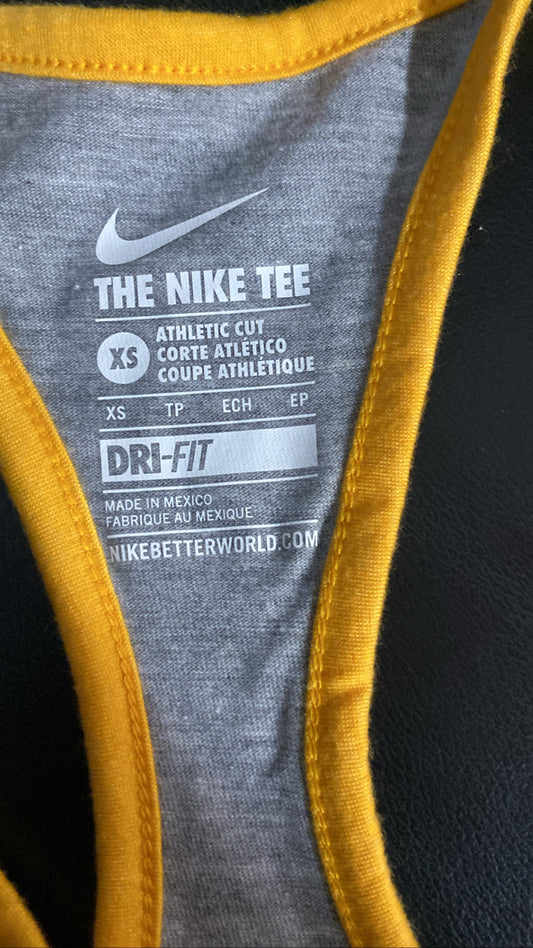 THE NIKE TEE
XS
ATHLETIC CUT
CORTE ATLÉTICO
COUPE ATHLÉTIQUE
XS TP ECH EP
DRI-FIT
MADE IN MEXICO
FABRIQUE AU MEXIQUE
NIKEBETTERWORLD.COM